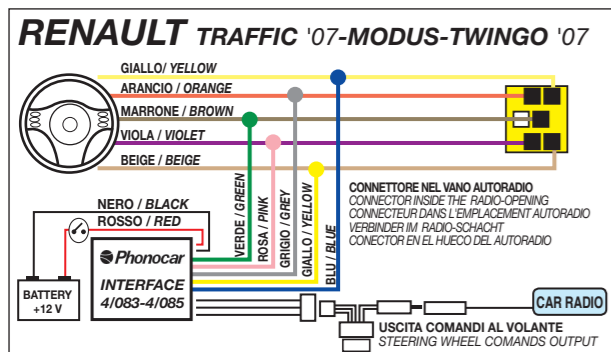 RENAULT TRAFFIC '07-MODUS-TWINGO '07
GIALLO/ YELLOW
ARANCIO / ORANGE
MARRONE / BROWN
VIOLA / VIOLET
BEIGE / BEIGE
NERO / BLACK
ROSSO / RED
VERDE / GREEN
ROSA / PINK
GRIGIO / GREY
GIALLO / YELLOW
BLU / BLUE
CONNETTORE NEL VANO AUTORADIO
CONNECTOR INSIDE THE RADIO-OPENING
CONNECTEUR DANS L'EMPLACEMENT AUTORADIO
VERBINDER IM RADIO-SCHACHT
CONECTOR EN EL HUECO DEL AUTORADIO
Phonocar
INTERFACE
4/083-4/085
BATTERY
+12 V
CAR RADIO
USCITA COMANDI AL VOLANTE
STEERING WHEEL COMANDS OUTPUT